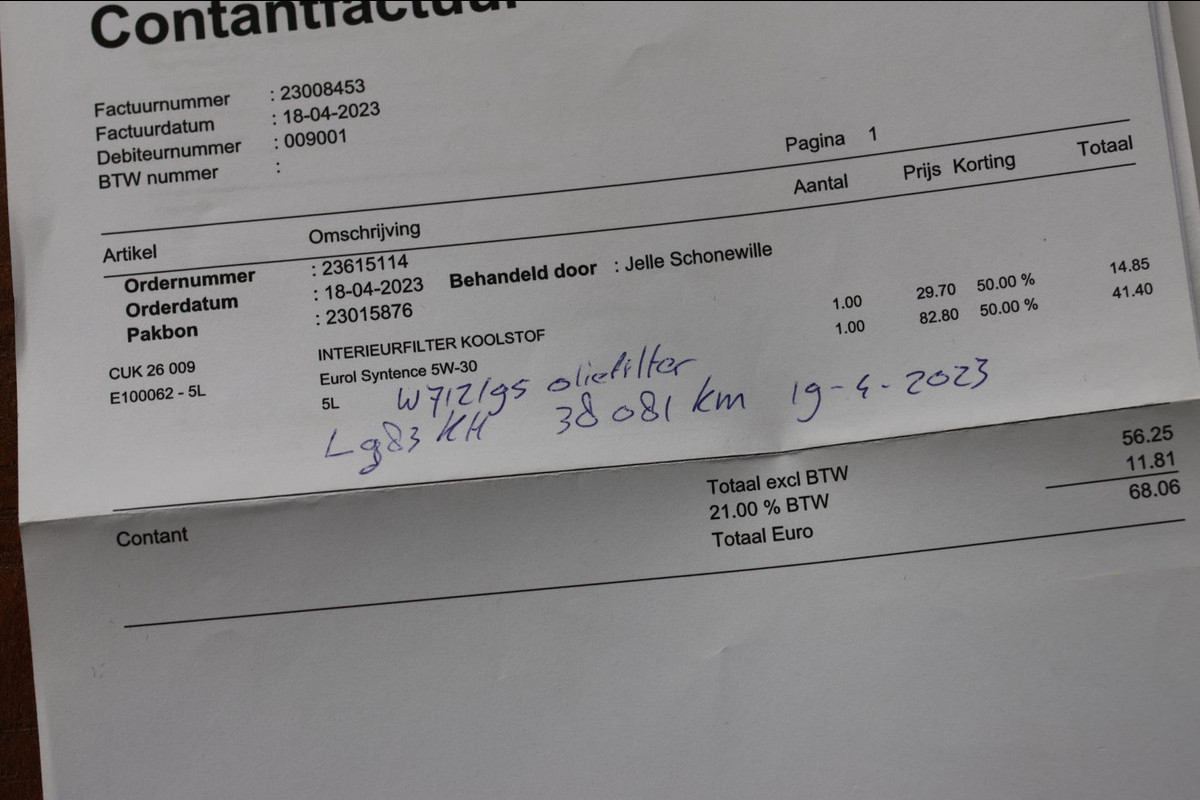 Contantfactuur
Factuurnummer : 23008453
Factuurdatum : 18-04-2023
Debiteurnummer : 009001
BTW nummer :
Pagina 1
Artikel Omschrijving Aantal Prijs Korting Totaal
Ordernummer : 23615114
Orderdatum : 18-04-2023 Behandeld door : Jelle Schonewille
Pakbon : 23015876
CUK 26 009 INTERIEURFILTER KOOLSTOF 1.00 29.70 50.00 % 14.85
E100062 - 5L Eurol Syntence 5W-30 1.00 82.80 50.00 % 41.40
5L
W712/95 oliefilter
38081 km 19-4-2023
Totaal excl BTW 56.25
21.00 % BTW 11.81
Contant Totaal Euro 68.06